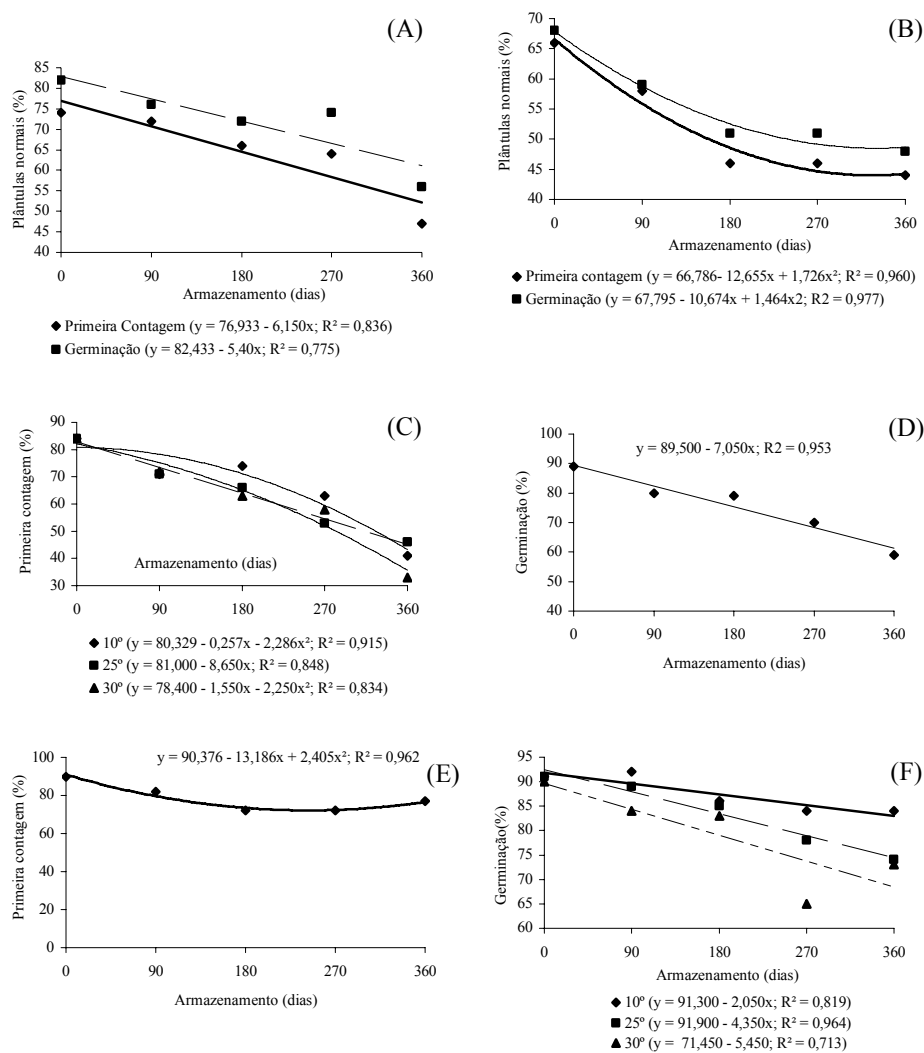 (A)
Plântulas normais (%)
85
80
75
70
65
60
55
50
45
40
0 90 180 270 360
Armazenamento (dias)
Primeira Contagem (y = 76,933 - 6,150x; R² = 0,836)
Germinação (y = 82,433 - 5,40x; R² = 0,775)
(B)
Plântulas normais (%)
70
65
60
55
50
45
40
0 90 180 270 360
Armazenamento (dias)
Primeira contagem (y = 66,786- 12,655x + 1,726x²; R² = 0,960)
Germinação (y = 67,795 - 10,674x + 1,464x2; R2 = 0,977)
(C)
Primeira contagem (%)
90
80
70
60
50
40
30
Armazenamento (dias)
0 90 180 270 360
10º (y = 80,329 - 0,257x - 2,286x²; R² = 0,915)
25º (y = 81,000 - 8,650x; R² = 0,848)
30º (y = 78,400 - 1,550x - 2,250x²; R² = 0,834)
(D)
y = 89,500 - 7,050x; R2 = 0,953
Germinação (%)
100
90
80
70
60
50
40
0 90 180 270 360
Armazenamento (dias)
(E)
y = 90,376 - 13,186x + 2,405x²; R² = 0,962
Primeira contagem (%)
100
80
60
40
20
0
0 90 180 270 360
Armazenamento (dias)
(F)
Germinação(%)
95
90
85
80
75
70
65
60
0 90 180 270 360
Armazenamento (dias)
10º (y = 91,300 - 2,050x; R² = 0,819)
25º (y = 91,900 - 4,350x; R² = 0,964)
30º (y = 71,450 - 5,450; R² = 0,713)